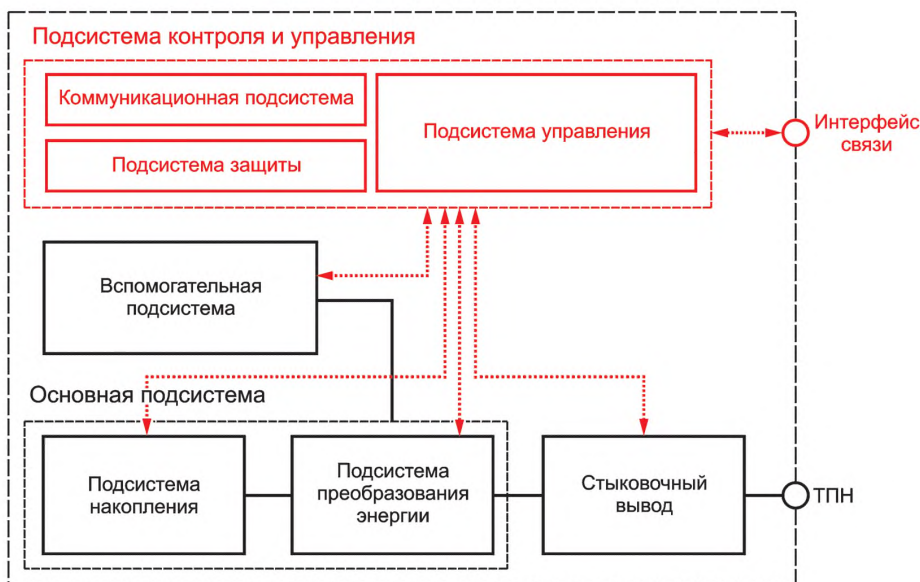 Подсистема контроля и управления
Коммуникационная подсистема
Подсистема защиты
Подсистема управления
Интерфейс
связи
Вспомогательная
подсистема
Основная подсистема
Подсистема
накопления
Подсистема
преобразования
энергии
Стыковочный
вывод
ТПН